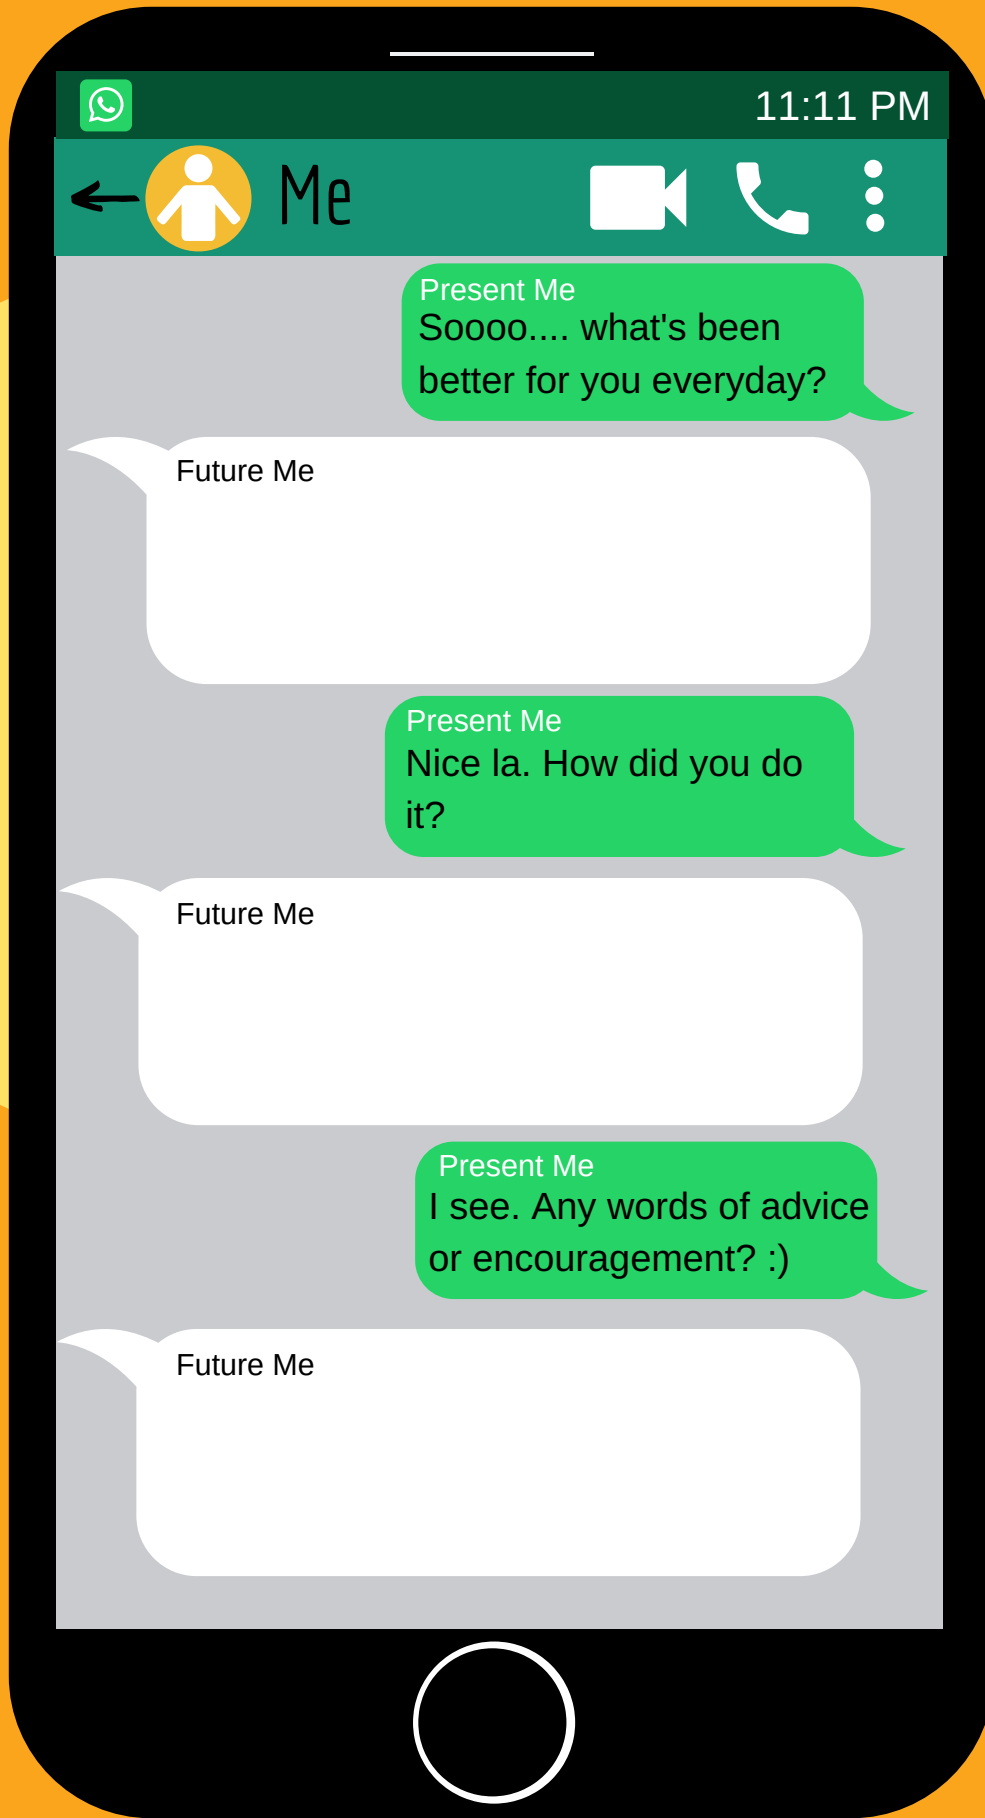 11:11 PM
Me
Present Me
Soooo.... what's been
better for you everyday?
Future Me
Present Me
Nice la. How did you do
it?
Future Me
Present Me
I see. Any words of advice
or encouragement? :)
Future Me